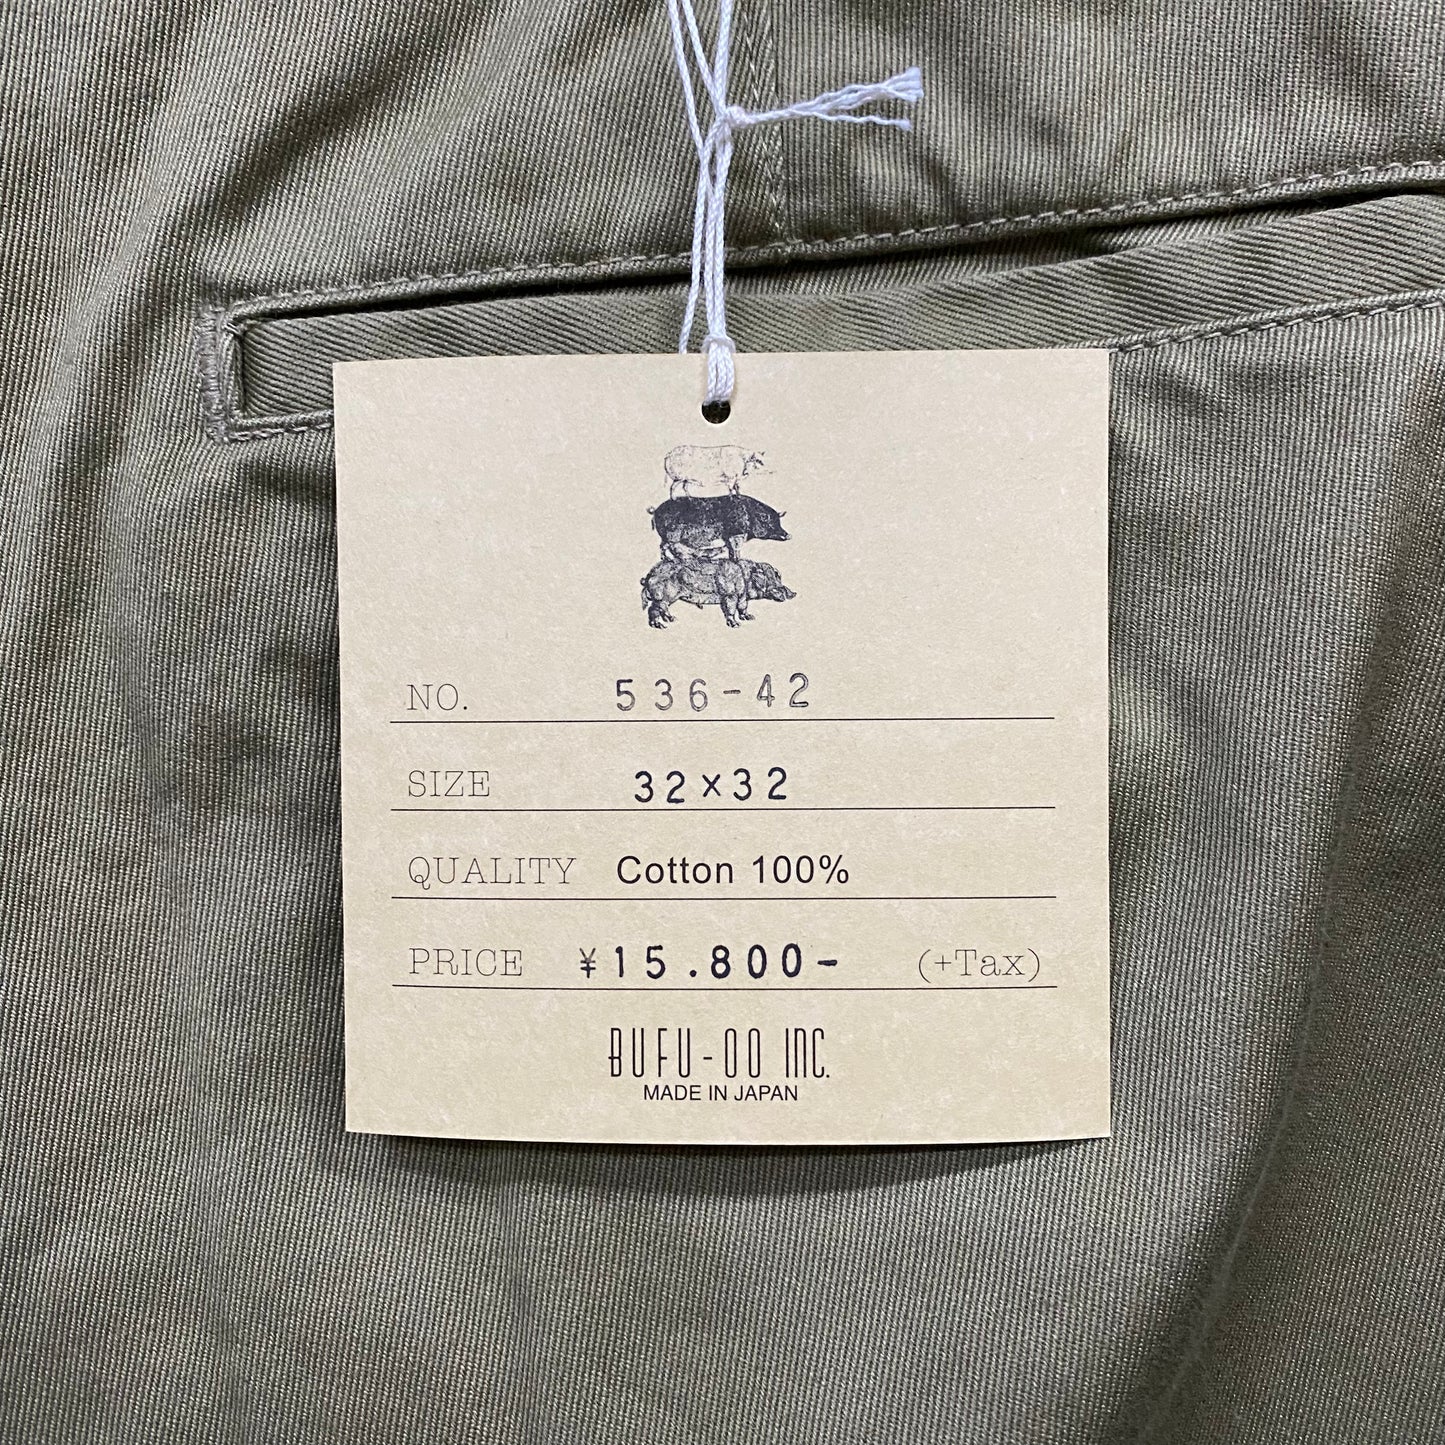 NO. 536-42
SIZE 32×32
QUALITY Cotton 100%
PRICE ¥15.800- (+Tax)
BUFU-OO INC.
MADE IN JAPAN